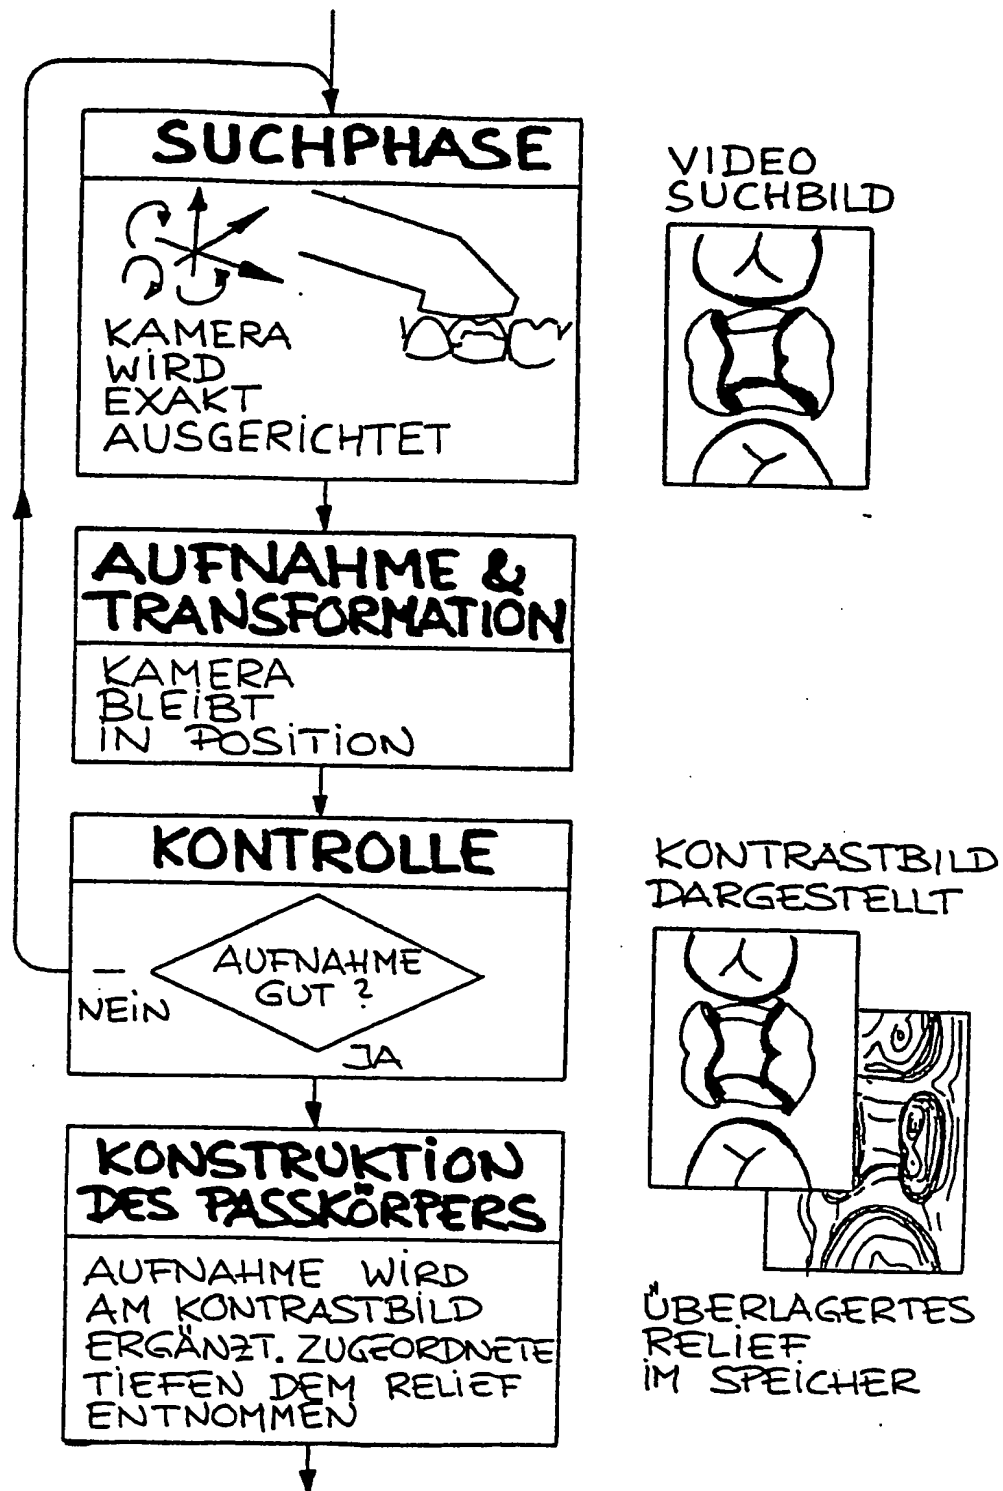 SUCHPHASE
KAMERA
WIRD
EXAKT
AUSGERICHTET
VIDEO
SUCHBILD
AUFNAHME &
TRANSFORMATION
KAMERA
BLEIBT
IN POSITION
KONTROLLE
AUFNAHME
GUT ?
NEIN
JA
KONTRASTBILD
DARGESTELLT
KONSTRUKTION
DES PASSKÖRPERS
AUFNAHME WIRD
AM KONTRASTBILD
ERGÄNZT. ZUGEORDNETE
TIEFEN DEM RELIEF
ENTNOMMEN
ÜBERLAGERTES
RELIEF
IM SPEICHER